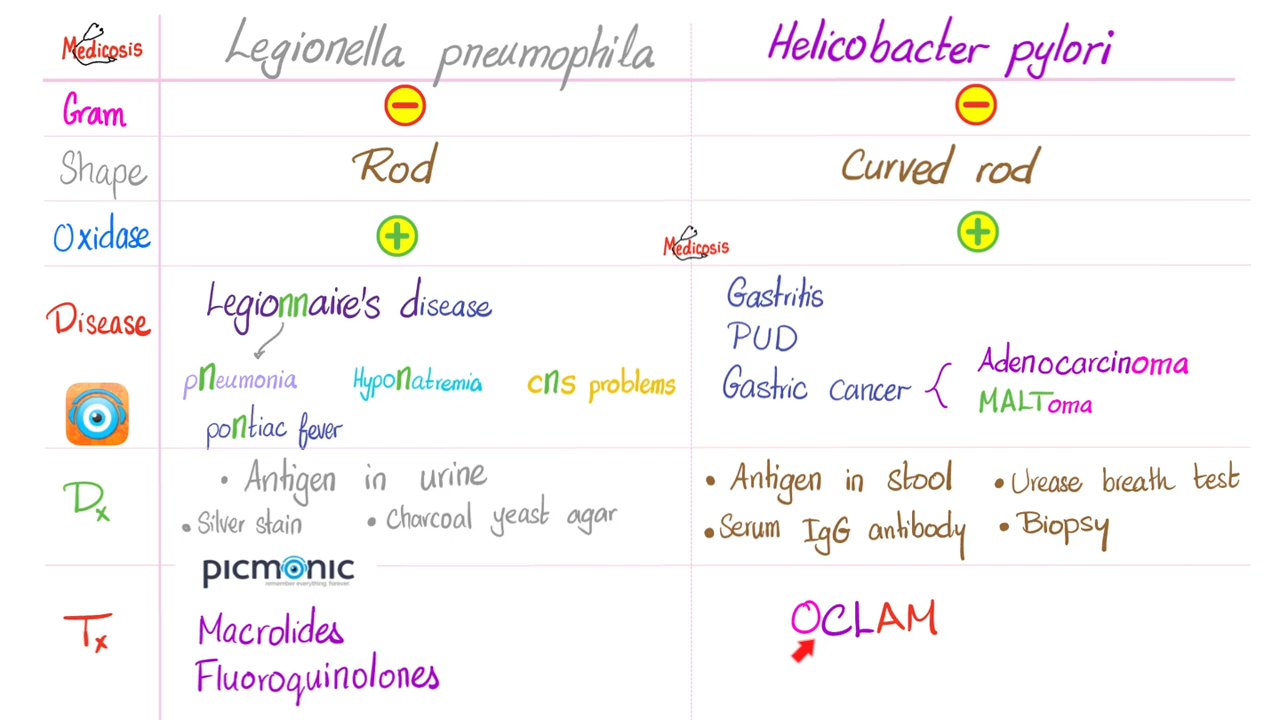 Medicosis Legionella pneumophila Helicobacter pylori
Gram
Shape Rod Curved rod
Oxidase
Medicosis
Disease
Legionnaire's disease
pneumonia Hyponatremia cns problems
pontiac fever
Gastritis
PUD
Gastric cancer
Adenocarcinoma
MALToma
Dx
• Antigen in urine
• Silver stain • Charcoal yeast agar
• Antigen in stool • Urease breath test
• Serum IgG antibody • Biopsy
picmonic
remember everything. forever.
Tx
Macrolides
Fluoroquinolones
OCLAM